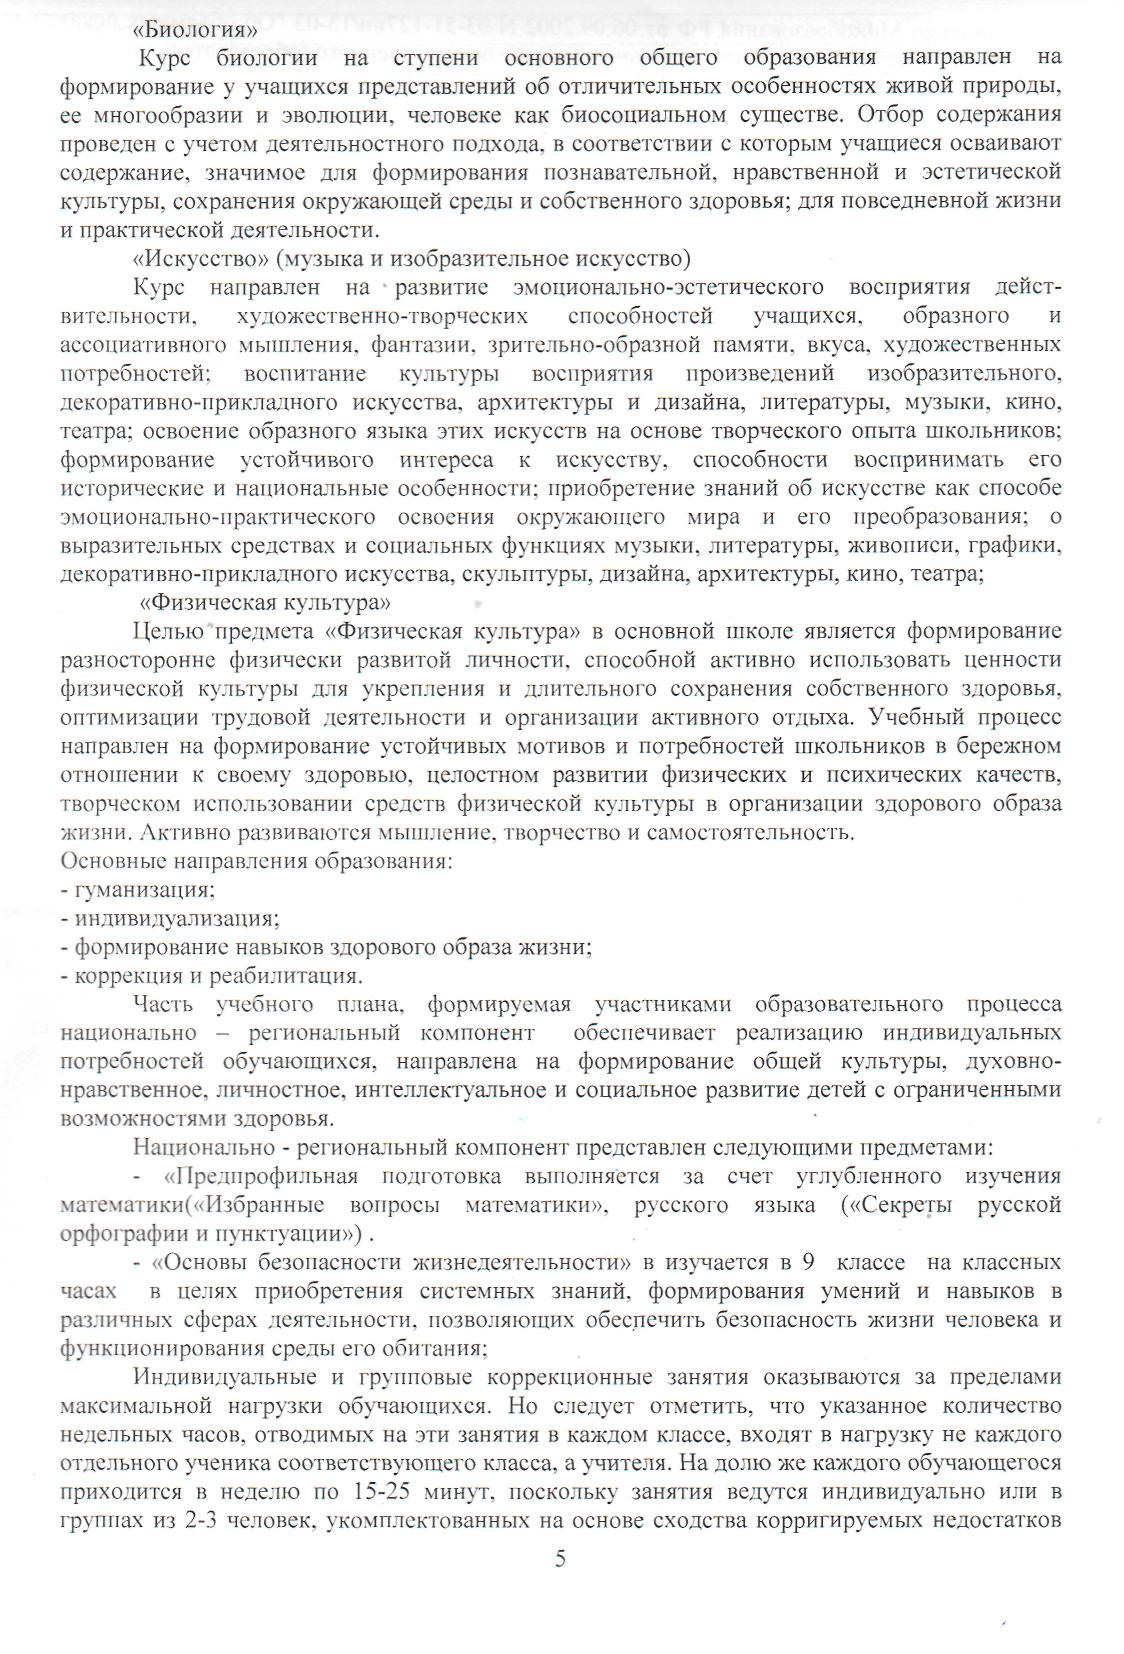 «Биология»
Курс биологии на ступени основного общего образования направлен на
формирование у учащихся представлений об отличительных особенностях живой природы,
ее многообразии и эволюции, человеке как биосоциальном существе. Отбор содержания
проведен с учетом деятельностного подхода, в соответствии с которым учащиеся осваивают
содержание, значимое для формирования познавательной, нравственной и эстетической
культуры, сохранения окружающей среды и собственного здоровья; для повседневной жизни
и практической деятельности.
«Искусство» (музыка и изобразительное искусство)
Курс направлен на развитие эмоционально-эстетического восприятия дейст-
вительности, художественно-творческих способностей учащихся, образного и
ассоциативного мышления, фантазии, зрительно-образной памяти, вкуса, художественных
потребностей; воспитание культуры восприятия произведений изобразительного,
декоративно-прикладного искусства, архитектуры и дизайна, литературы, музыки, кино,
театра; освоение образного языка этих искусств на основе творческого опыта школьников;
формирование устойчивого интереса к искусству, способности воспринимать его
исторические и национальные особенности; приобретение знаний об искусстве как способе
эмоционально-практического освоения окружающего мира и его преобразования; о
выразительных средствах и социальных функциях музыки, литературы, живописи, графики,
декоративно-прикладного искусства, скульптуры, дизайна, архитектуры, кино, театра;
«Физическая культура»
Целью предмета «Физическая культура» в основной школе является формирование
разносторонне физически развитой личности, способной активно использовать ценности
физической культуры для укрепления и длительного сохранения собственного здоровья,
оптимизации трудовой деятельности и организации активного отдыха. Учебный процесс
направлен на формирование устойчивых мотивов и потребностей школьников в бережном
отношении к своему здоровью, целостном развитии физических и психических качеств,
творческом использовании средств физической культуры в организации здорового образа
жизни. Активно развиваются мышление, творчество и самостоятельность.
Основные направления образования:
- гуманизация;
- индивидуализация;
- формирование навыков здорового образа жизни;
- коррекция и реабилитация.
Часть учебного плана, формируемая участниками образовательного процесса
национально – региональный компонент обеспечивает реализацию индивидуальных
потребностей обучающихся, направлена на формирование общей культуры, духовно-
нравственное, личностное, интеллектуальное и социальное развитие детей с ограниченными
возможностями здоровья.
Национально - региональный компонент представлен следующими предметами:
- «Предпрофильная подготовка выполняется за счет углубленного изучения
математики(«Избранные вопросы математики», русского языка («Секреты русской
орфографии и пунктуации») .
- «Основы безопасности жизнедеятельности» в изучается в 9 классе на классных
часах в целях приобретения системных знаний, формирования умений и навыков в
различных сферах деятельности, позволяющих обеспечить безопасность жизни человека и
функционирования среды его обитания;
Индивидуальные и групповые коррекционные занятия оказываются за пределами
максимальной нагрузки обучающихся. Но следует отметить, что указанное количество
недельных часов, отводимых на эти занятия в каждом классе, входят в нагрузку не каждого
отдельного ученика соответствующего класса, а учителя. На долю же каждого обучающегося
приходится в неделю по 15-25 минут, поскольку занятия ведутся индивидуально или в
группах из 2-3 человек, укомплектованных на основе сходства корригируемых недостатков
5